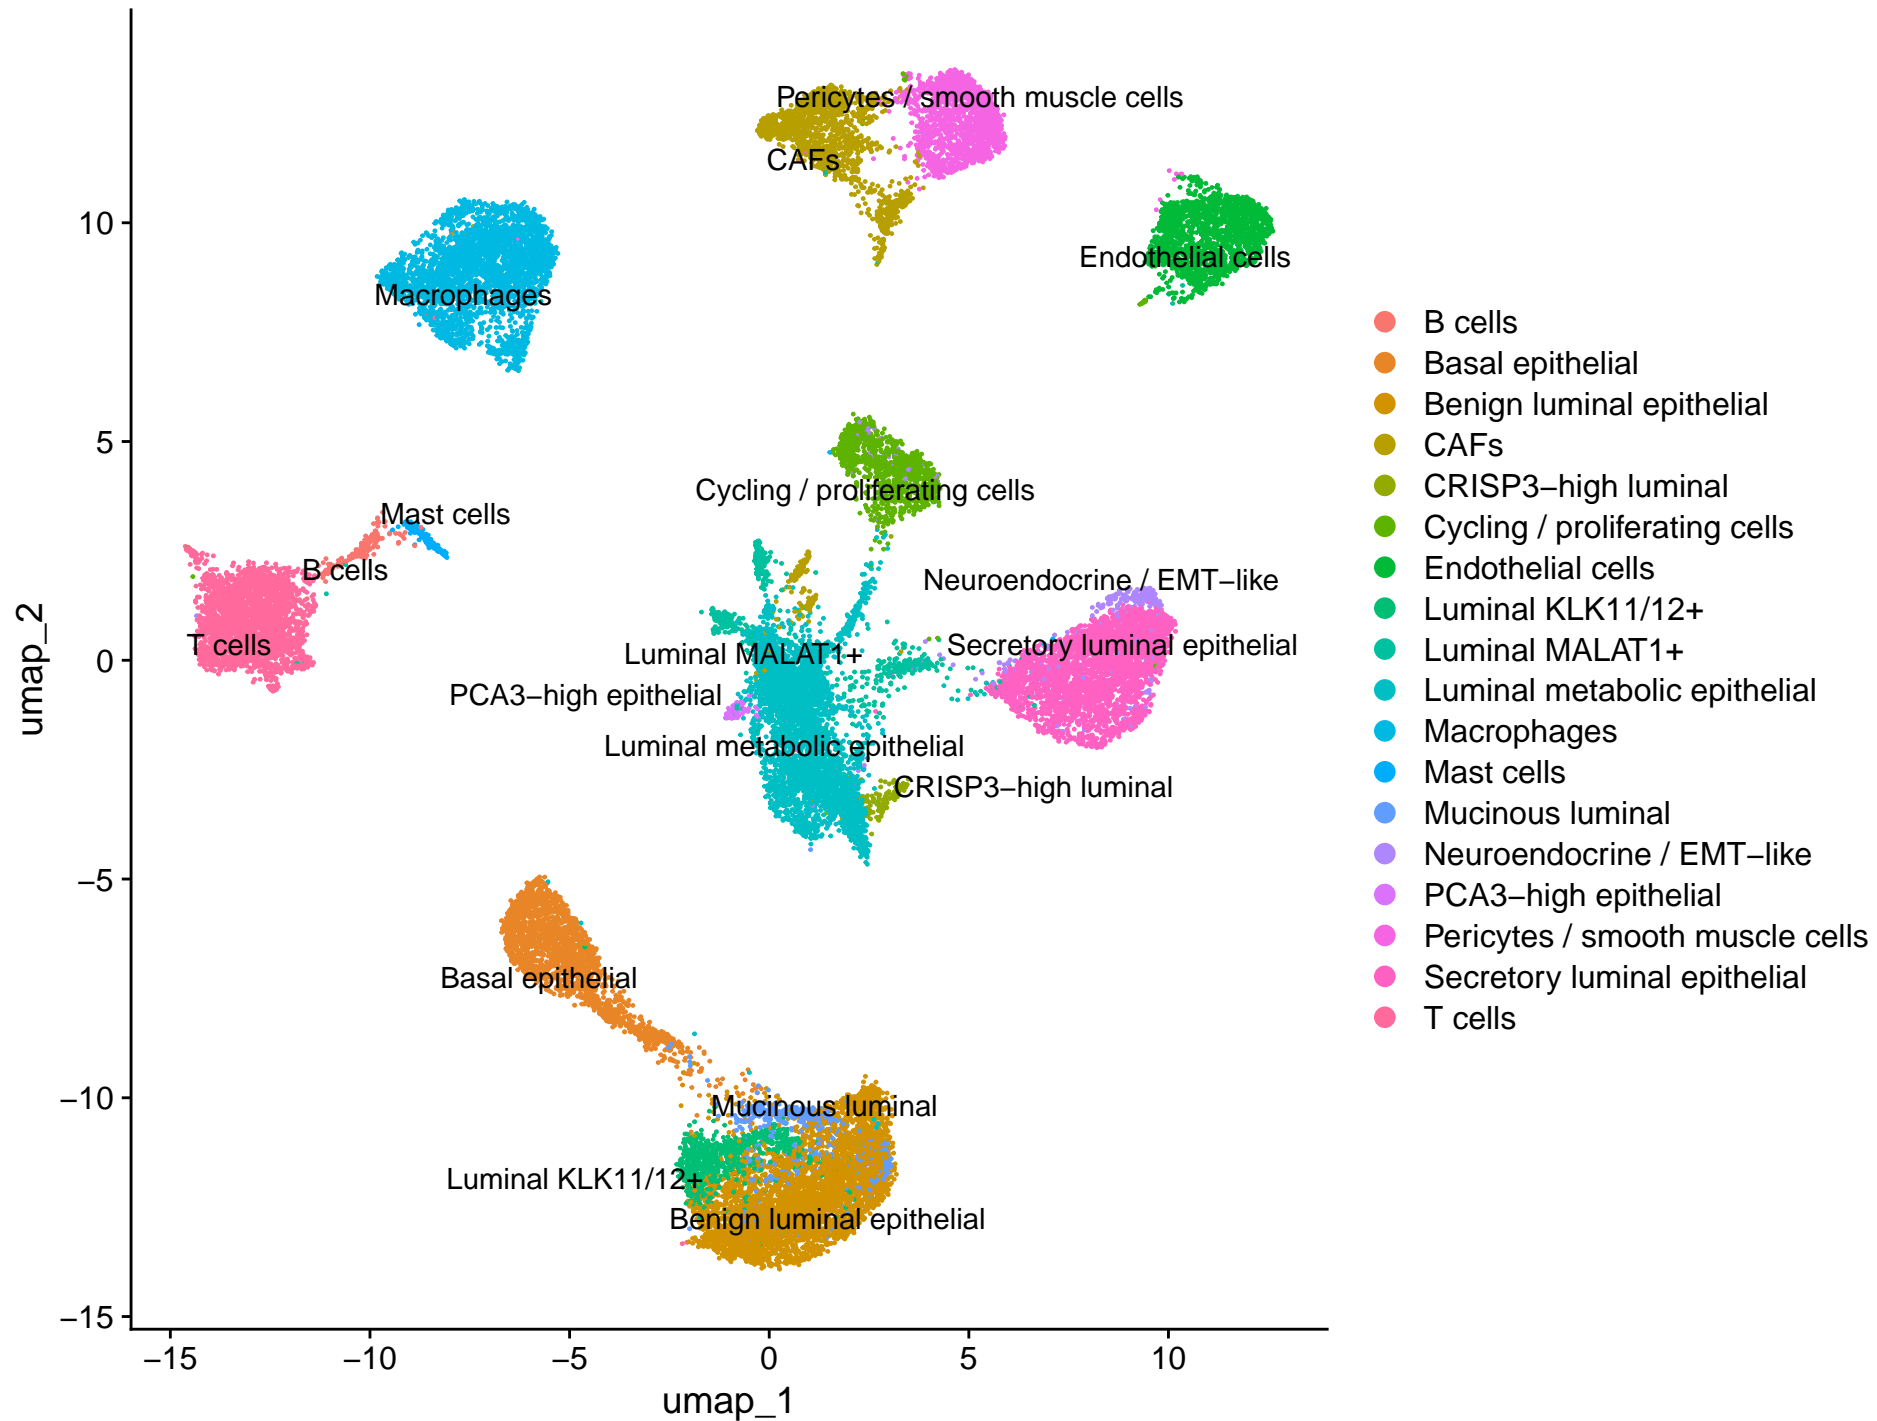 Pericytes / smooth muscle cells
CAFs
Endothelial cells
Macrophages
Cycling / proliferating cells
Mast cells
B cells
T cells
Neuroendocrine / EMT−like
Secretory luminal epithelial
Luminal MALAT1+
PCA3−high epithelial
Luminal metabolic epithelial
CRISP3−high luminal
Basal epithelial
Mucinous luminal
Luminal KLK11/12+
Benign luminal epithelial
10
5
0
−5
−10
−15
umap_2
−15
−10
−5
0
5
10
umap_1
B cells
Basal epithelial
Benign luminal epithelial
CAFs
CRISP3−high luminal
Cycling / proliferating cells
Endothelial cells
Luminal KLK11/12+
Luminal MALAT1+
Luminal metabolic epithelial
Macrophages
Mast cells
Mucinous luminal
Neuroendocrine / EMT−like
PCA3−high epithelial
Pericytes / smooth muscle cells
Secretory luminal epithelial
T cells